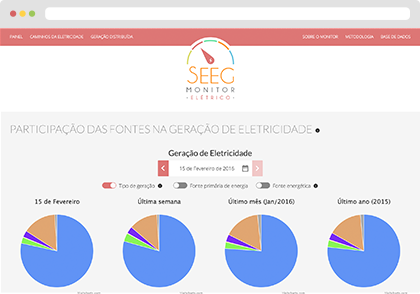 PAINEL CAMINHOS DA ELETRICIDADE GERAÇÃO DISTRIBUÍDA SOBRE O MONITOR METODOLOGIA BASE DE DADOS
SEEG
MONITOR
• ELÉTRICO •
PARTICIPAÇÃO DAS FONTES NA GERAÇÃO DE ELETRICIDADE
Geração de Eletricidade
15 de Fevereiro de 2016
Tipo de geração Fonte primária de energia Fonte energética
15 de Fevereiro Última semana Último mês (Jan/2016) Último ano (2015)